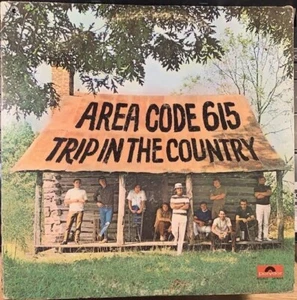 AREA CODE 615
TRIP IN THE COUNTRY